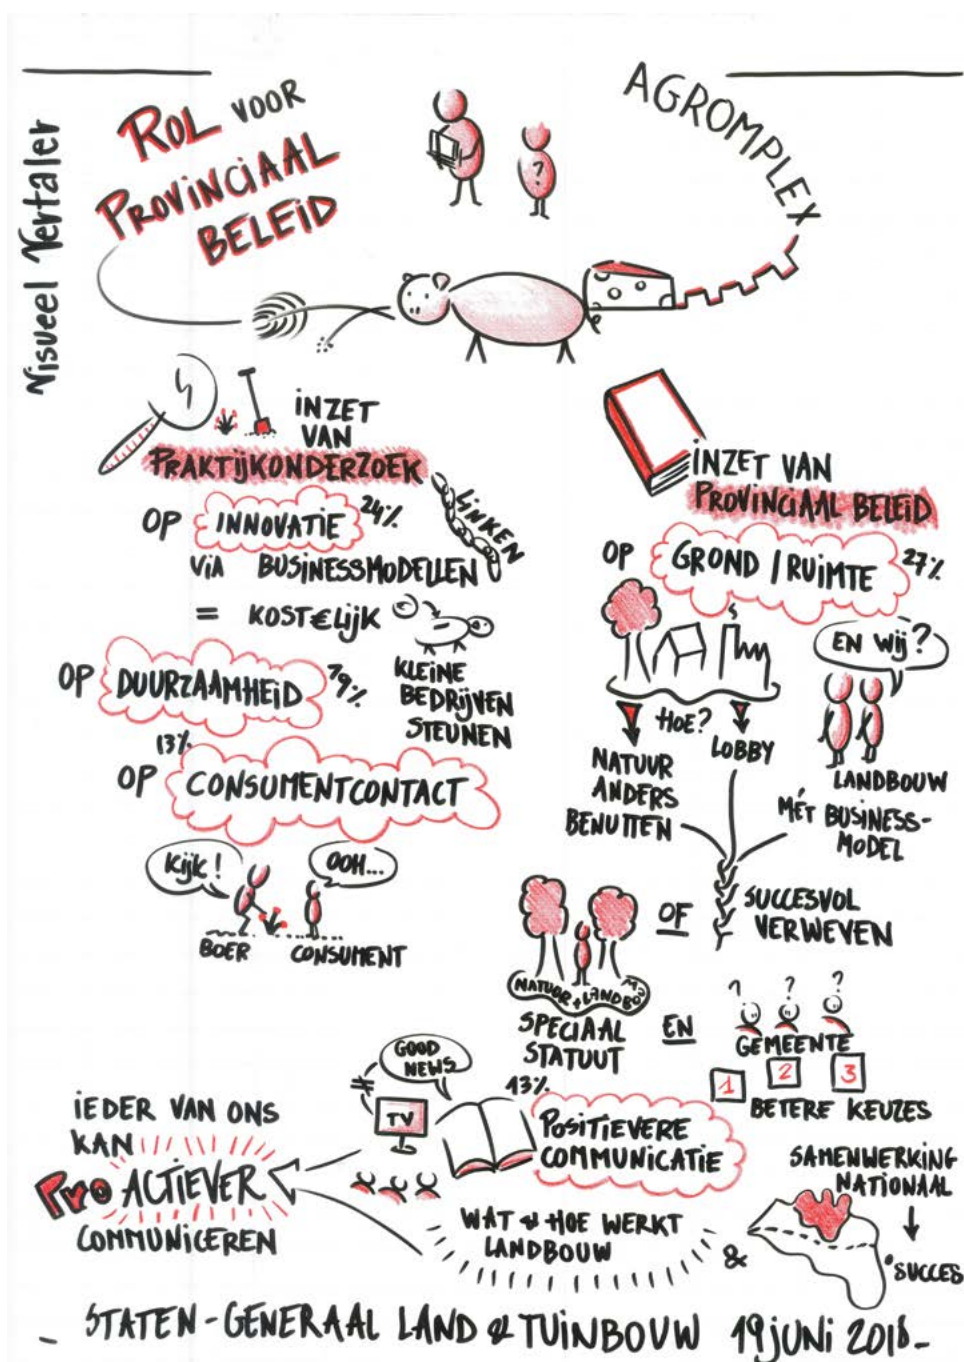 Visueel Vertaler
ROL VOOR
PROVINCIAAL
BELEID
AGROMPLEX
?
INZET
VAN
PRAKTIJKONDERZOEK
OP INNOVATIE 24%
LINKEN
VIA BUSINESSMODELLEN
= KOST€LIJK
OP DUURZAAMHEID 79%
KLEINE
BEDRIJVEN
STEUNEN
13%
OP CONSUMENTCONTACT
KIJK!
OOH...
BOER CONSUMENT
INZET VAN
PROVINCIAAL BELEID
OP GROND / RUIMTE 27%
EN WIJ?
HOE?
LOBBY
LANDBOUW
NATUUR
ANDERS
BENUTTEN
MÉT BUSINESS-
MODEL
OF
SUCCESVOL
VERWEVEN
NATUUR + LANDBOUW
SPECIAAL
STATUUT
EN
? ? ?
GEMEENTE
1 2 3
BETERE KEUZES
GOOD
NEWS
TV
13%
POSITIEVERE
COMMUNICATIE
IEDER VAN ONS
KAN
PRO ACTIEVER
COMMUNICEREN
WAT & HOE WERKT
LANDBOUW
&
SAMENWERKING
NATIONAAL
SUCCES
STATEN-GENERAAL LAND & TUINBOUW 19 JUNI 2018-